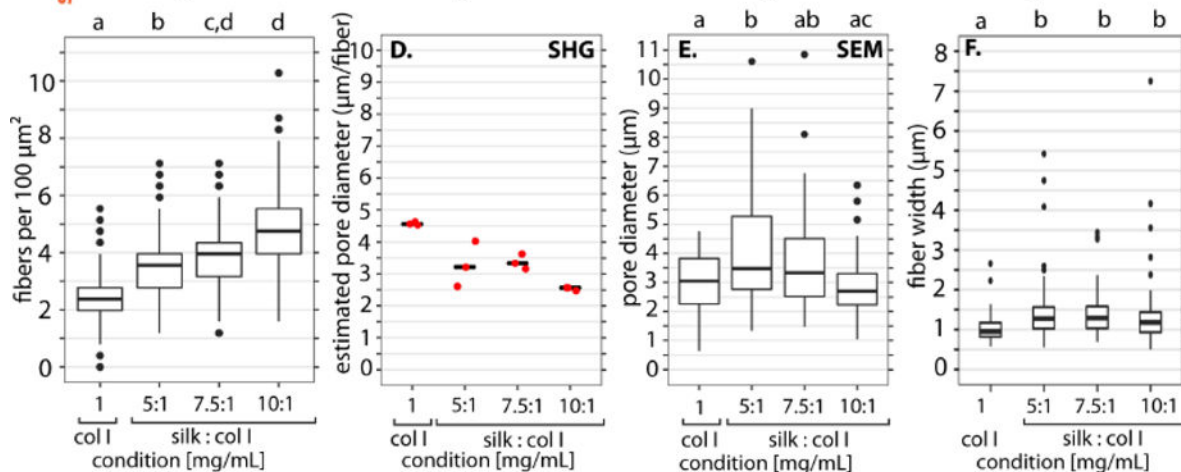 a b c,d d
fibers per 100 µm²
10
8
6
4
2
0
1 5:1 7.5:1 10:1
col I silk : col I
condition [mg/mL]
D. SHG
estimated pore diameter (µm/fiber)
10
9
8
7
6
5
4
3
2
1
0
1 5:1 7.5:1 10:1
col I silk : col I
condition [mg/mL]
a b ab ac
E. SEM
pore diameter (µm)
11
10
9
8
7
6
5
4
3
2
1
0
1 5:1 7.5:1 10:1
col I silk : col I
condition [mg/mL]
a b b b
F.
fiber width (µm)
8
7
6
5
4
3
2
1
0
1 5:1 7.5:1 10:1
col I silk : col I
condition [mg/mL]